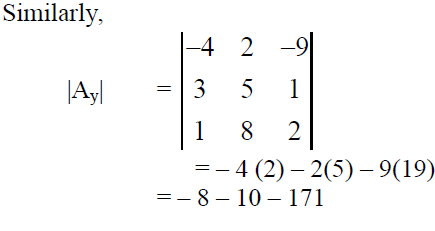 Similarly,
–4 2 –9
|Ay| = 3 5 1
1 8 2
= – 4 (2) – 2(5) – 9(19)
= – 8 – 10 – 171